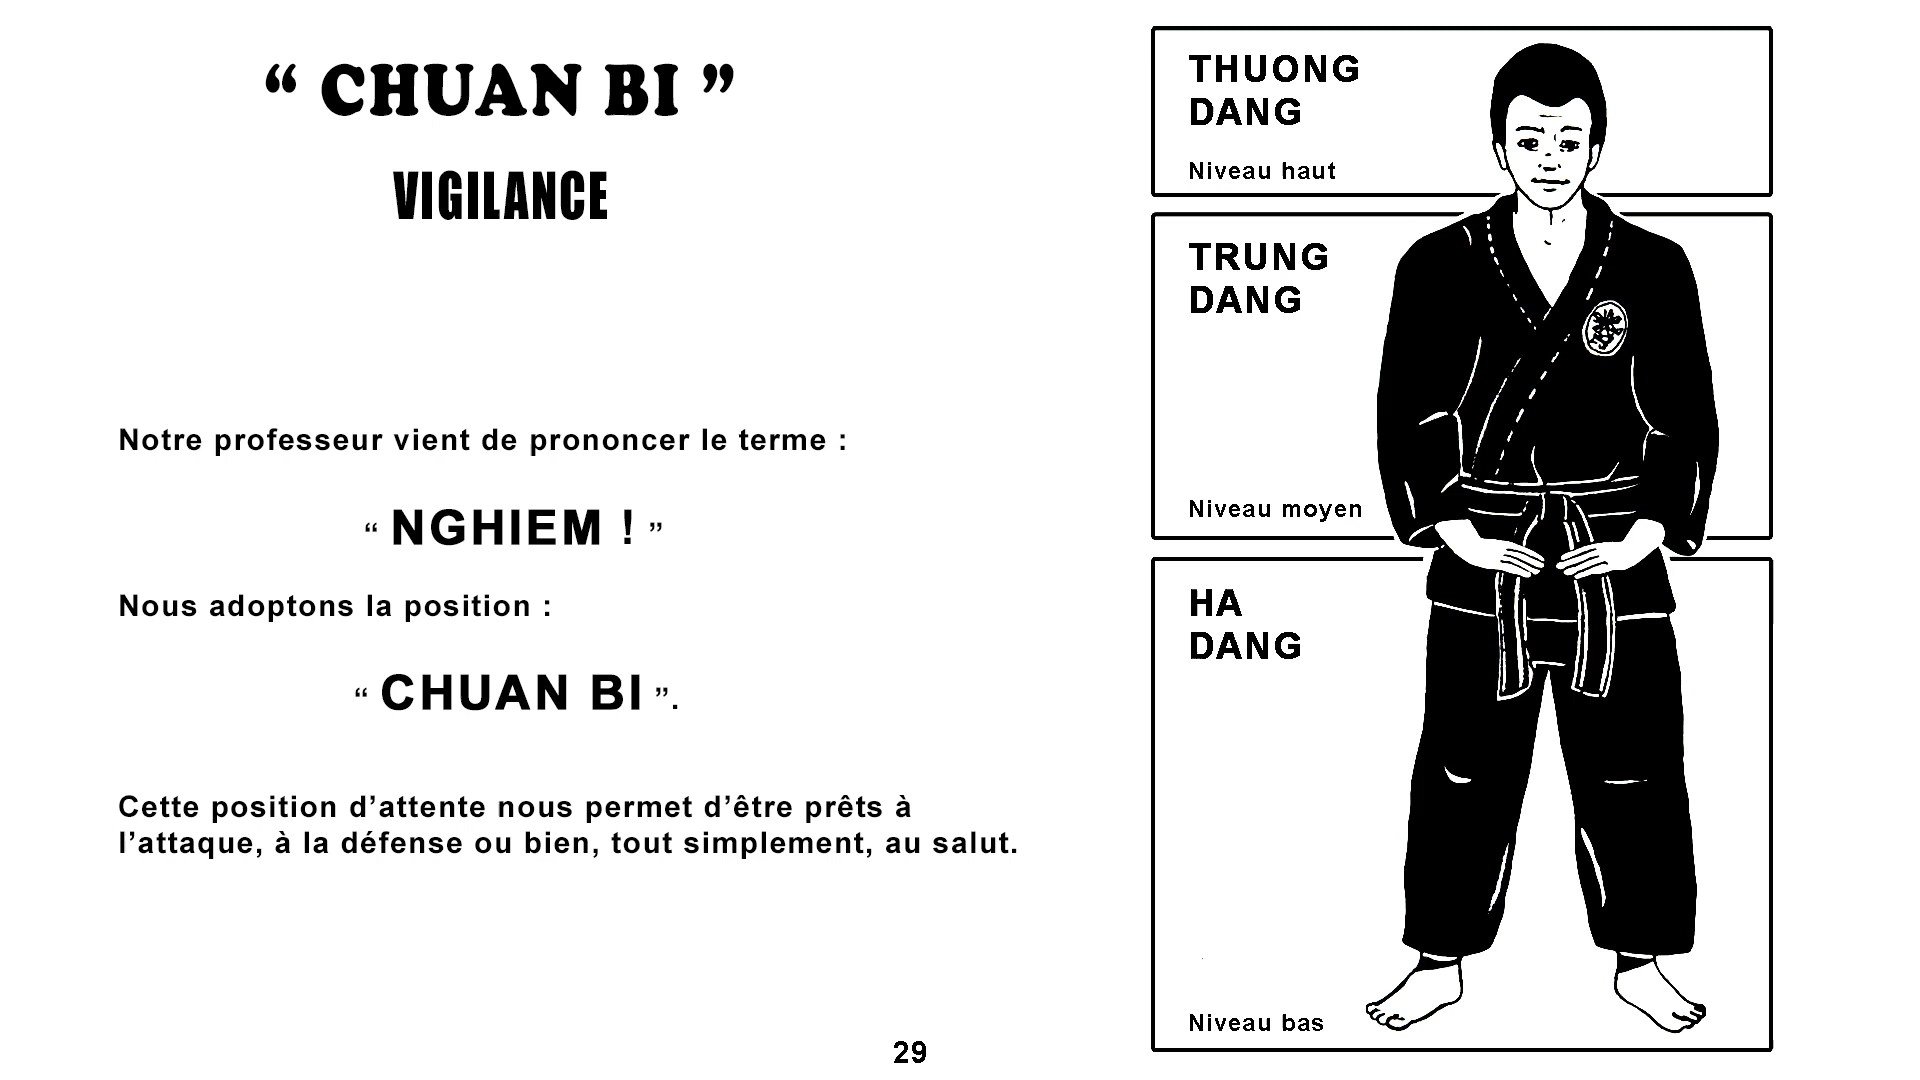 “ CHUAN BI ”
VIGILANCE
Notre professeur vient de prononcer le terme :
“ NGHIEM ! ”
Nous adoptons la position :
“ CHUAN BI ”.
Cette position d’attente nous permet d’être prêts à
l’attaque, à la défense ou bien, tout simplement, au salut.
29
THUONG
DANG
Niveau haut
TRUNG
DANG
Niveau moyen
HA
DANG
Niveau bas